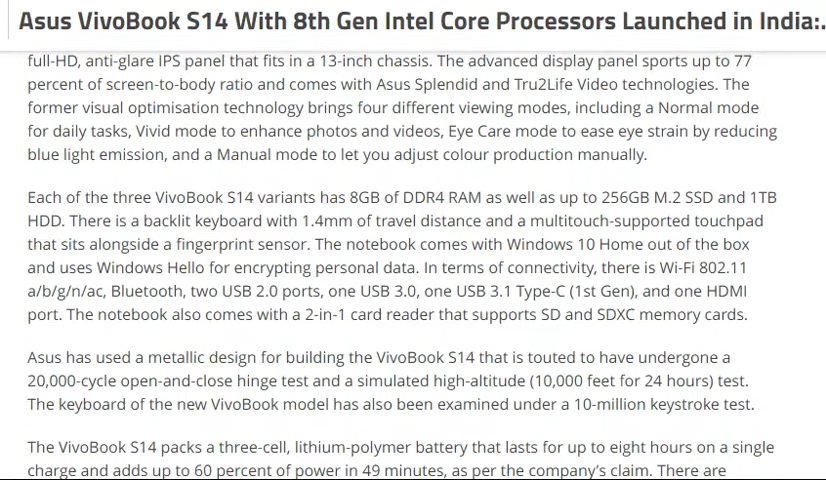 Asus VivoBook S14 With 8th Gen Intel Core Processors Launched in India:.
full-HD, anti-glare IPS panel that fits in a 13-inch chassis. The advanced display panel sports up to 77
percent of screen-to-body ratio and comes with Asus Splendid and Tru2Life Video technologies. The
former visual optimisation technology brings four different viewing modes, including a Normal mode
for daily tasks, Vivid mode to enhance photos and videos, Eye Care mode to ease eye strain by reducing
blue light emission, and a Manual mode to let you adjust colour production manually.
Each of the three VivoBook S14 variants has 8GB of DDR4 RAM as well as up to 256GB M.2 SSD and 1TB
HDD. There is a backlit keyboard with 1.4mm of travel distance and a multitouch-supported touchpad
that sits alongside a fingerprint sensor. The notebook comes with Windows 10 Home out of the box
and uses Windows Hello for encrypting personal data. In terms of connectivity, there is Wi-Fi 802.11
a/b/g/n/ac, Bluetooth, two USB 2.0 ports, one USB 3.0, one USB 3.1 Type-C (1st Gen), and one HDMI
port. The notebook also comes with a 2-in-1 card reader that supports SD and SDXC memory cards.
Asus has used a metallic design for building the VivoBook S14 that is touted to have undergone a
20,000-cycle open-and-close hinge test and a simulated high-altitude (10,000 feet for 24 hours) test.
The keyboard of the new VivoBook model has also been examined under a 10-million keystroke test.
The VivoBook S14 packs a three-cell, lithium-polymer battery that lasts for up to eight hours on a single
charge and adds up to 60 percent of power in 49 minutes, as per the company's claim. There are